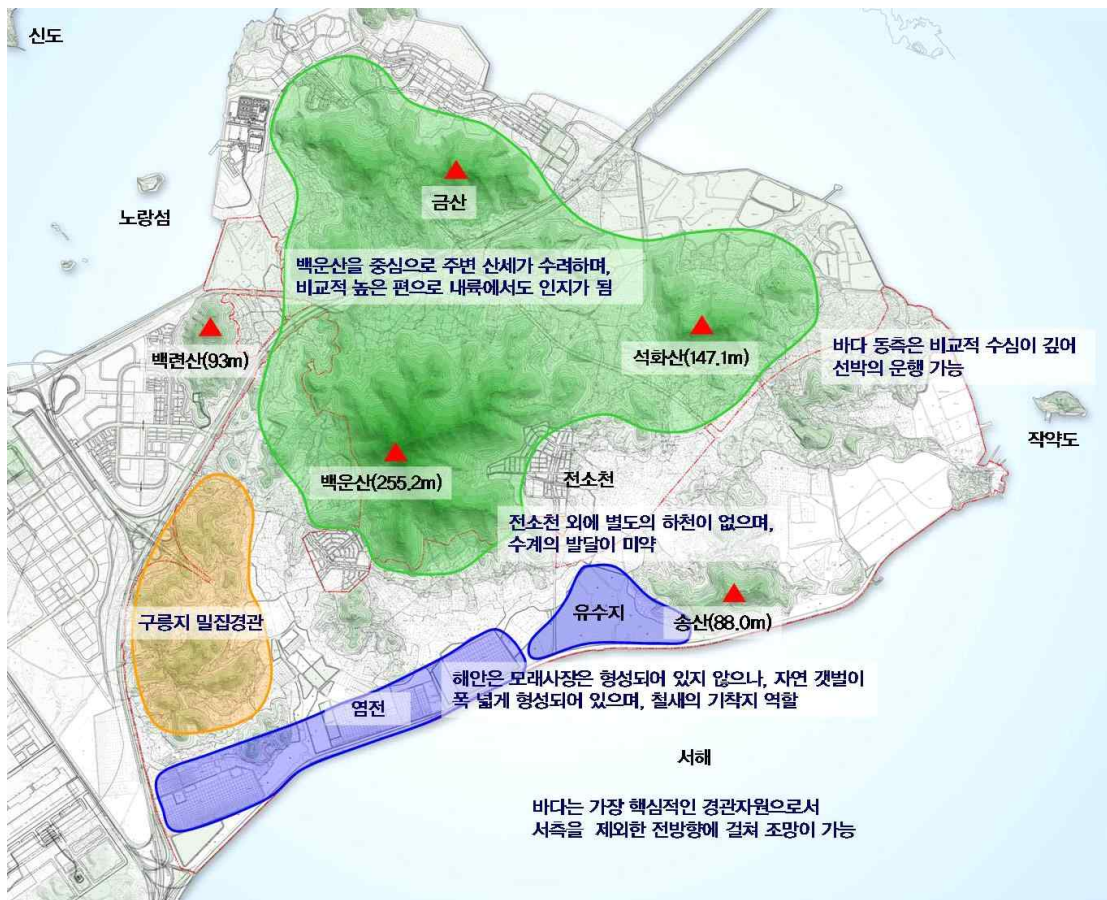 신도
금산
노랑섬
백운산을 중심으로 주변 산세가 수려하며,
비교적 높은 편으로 내륙에서도 인지가 됨
백련산(93m)
석화산(147.1m)
바다 동측은 비교적 수심이 깊어
선박의 운행 가능
작약도
백운산(255.2m)
전소천
전소천 외에 별도의 하천이 없으며,
수계의 발달이 미약
구릉지 밀집경관
유수지
송산(88.0m)
해안은 모래사장은 형성되어 있지 않으나, 자연 갯벌이
폭 넓게 형성되어 있으며, 철새의 기착지 역할
염전
서해
바다는 가장 핵심적인 경관자원으로서
서측을 제외한 전방향에 걸쳐 조망이 가능